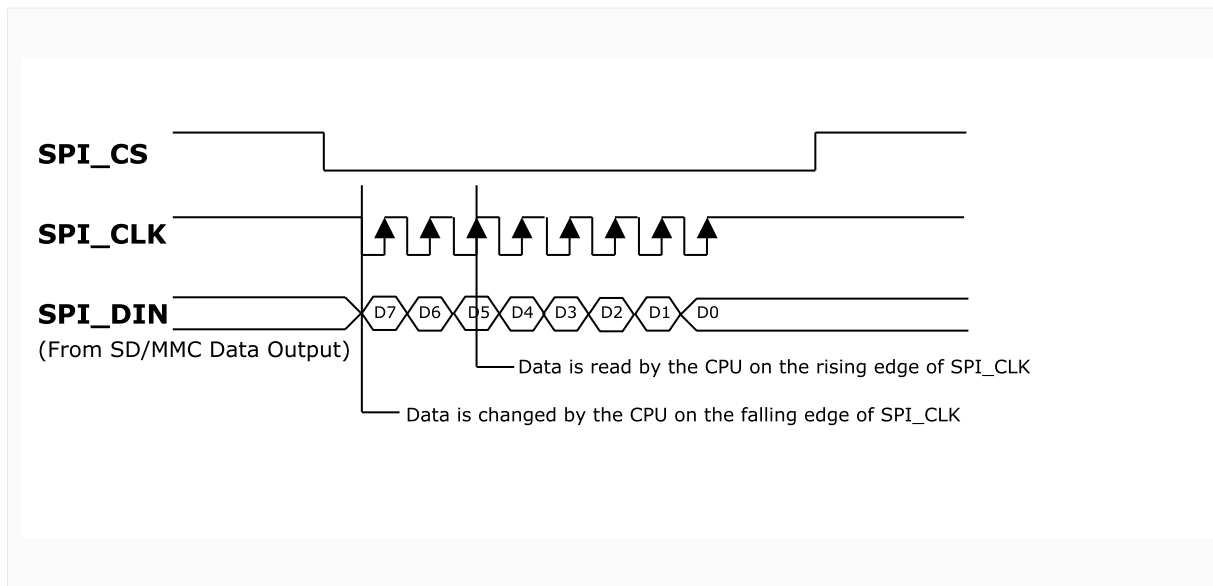 SPI_CS
SPI_CLK
SPI_DIN
D7 D6 D5 D4 D3 D2 D1 D0
(From SD/MMC Data Output)
Data is read by the CPU on the rising edge of SPI_CLK
Data is changed by the CPU on the falling edge of SPI_CLK